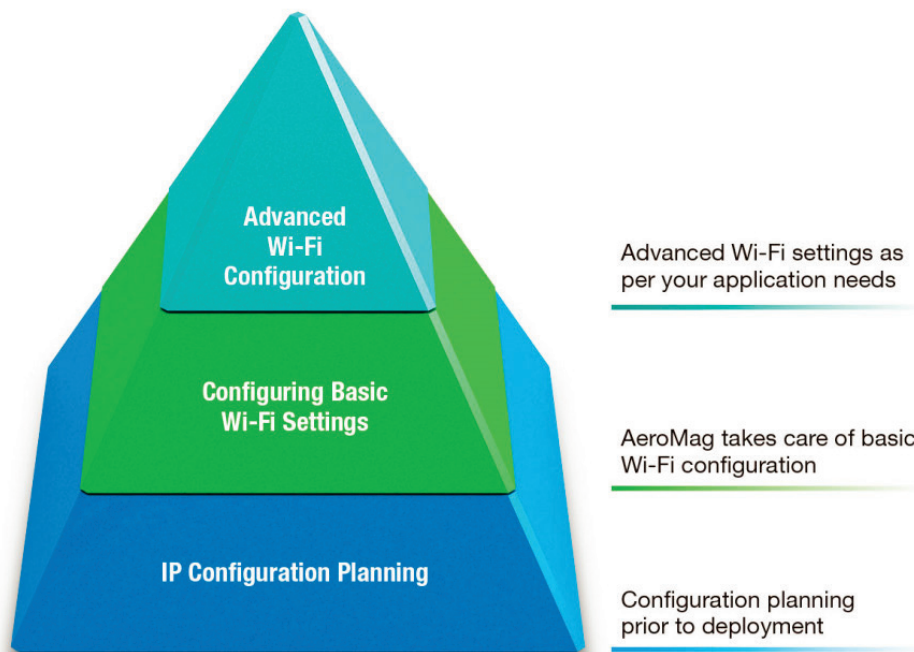 Advanced
Wi-Fi
Configuration
Advanced Wi-Fi settings as
per your application needs
Configuring Basic
Wi-Fi Settings
AeroMag takes care of basic
Wi-Fi configuration
IP Configuration Planning
Configuration planning
prior to deployment